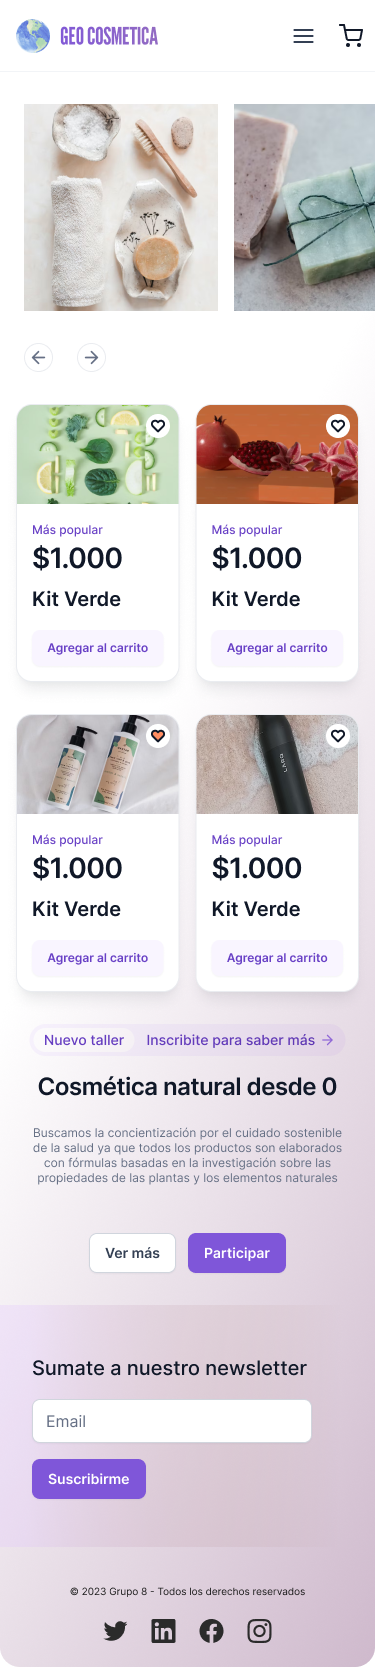 GEO COSMETICA
Más popular
$1.000
Kit Verde
Agregar al carrito
Más popular
$1.000
Kit Verde
Agregar al carrito
LARQ
Más popular
$1.000
Kit Verde
Agregar al carrito
Más popular
$1.000
Kit Verde
Agregar al carrito
Nuevo taller
Inscribite para saber más →
Cosmética natural desde 0
Buscamos la concientización por el cuidado sostenible
de la salud ya que todos los productos son elaborados
con fórmulas basadas en la investigación sobre las
propiedades de las plantas y los elementos naturales
Ver más
Participar
Sumate a nuestro newsletter
Email
Suscribirme
© 2023 Grupo 8 - Todos los derechos reservados